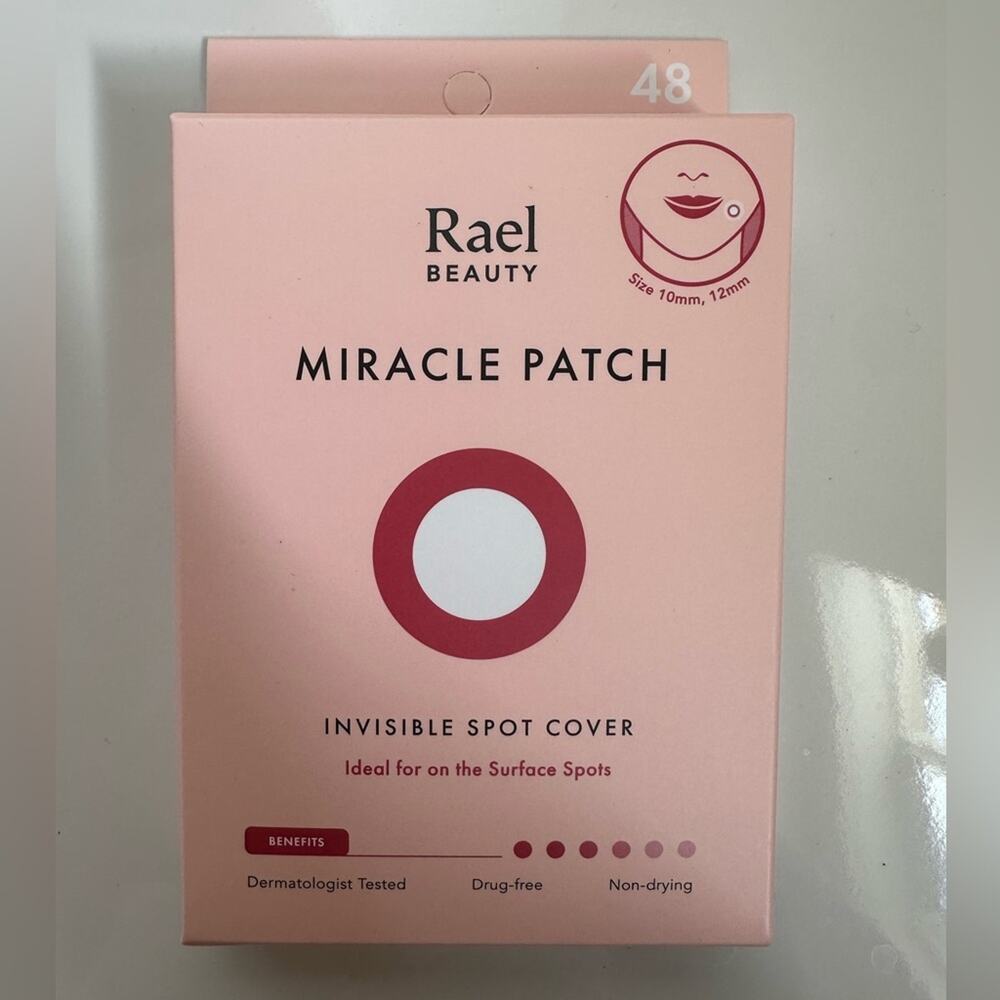 48
Rael
BEAUTY
Size 10mm, 12mm
MIRACLE PATCH
INVISIBLE SPOT COVER
Ideal for on the Surface Spots
BENEFITS
Dermatologist Tested Drug-free Non-drying